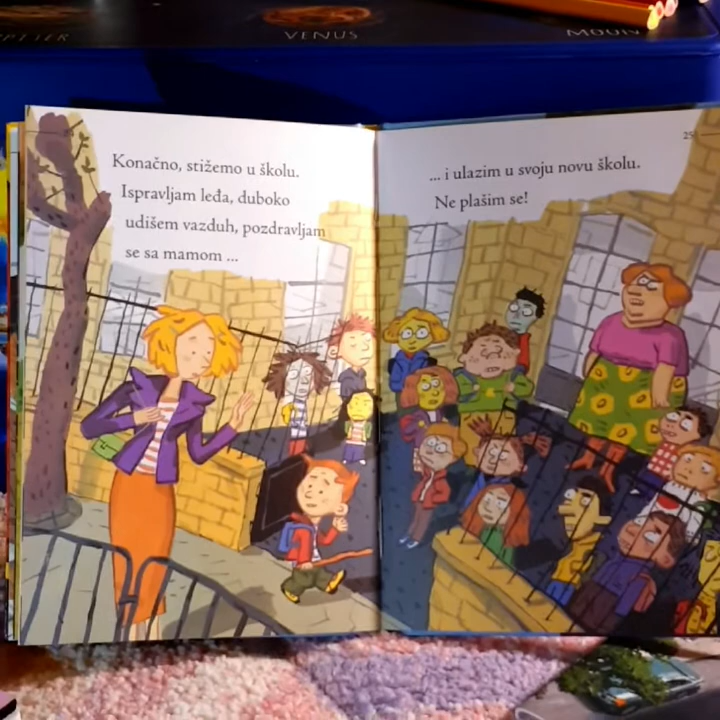 VENUS
Konačno, stižemo u školu.
Ispravljam leđa, duboko
udišem vazduh, pozdravljam
se sa mamom ...
25
... i ulazim u svoju novu školu.
Ne plašim se!